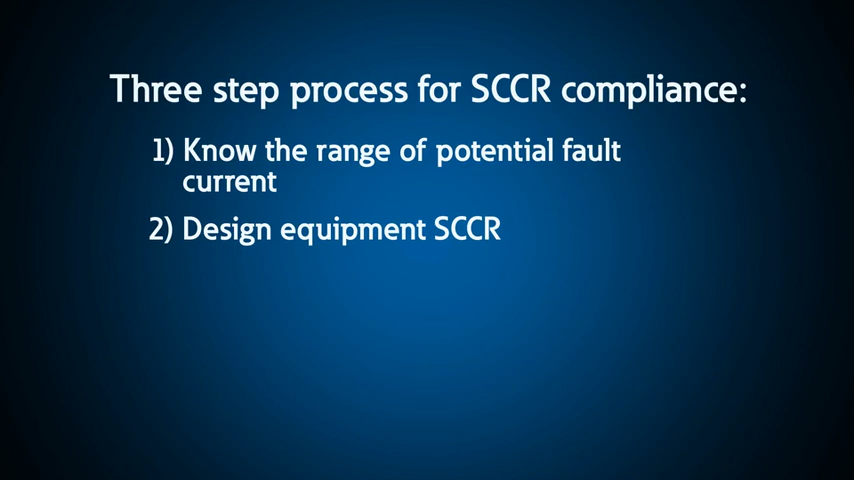 Three step process for SCCR compliance:
1) Know the range of potential fault
current
2) Design equipment SCCR